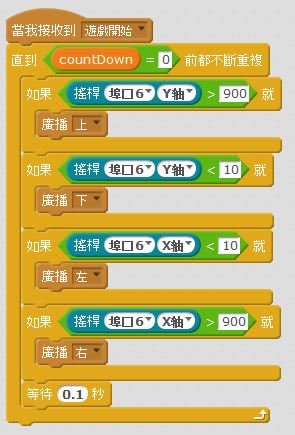 當我接收到 遊戲開始
直到 countDown = 0 前都不斷重複
如果 搖桿 埠口6 Y轴 > 900 就
廣播 上
如果 搖桿 埠口6 Y轴 < 10 就
廣播 下
如果 搖桿 埠口6 X轴 < 10 就
廣播 左
如果 搖桿 埠口6 X轴 > 900 就
廣播 右
等待 0.1 秒